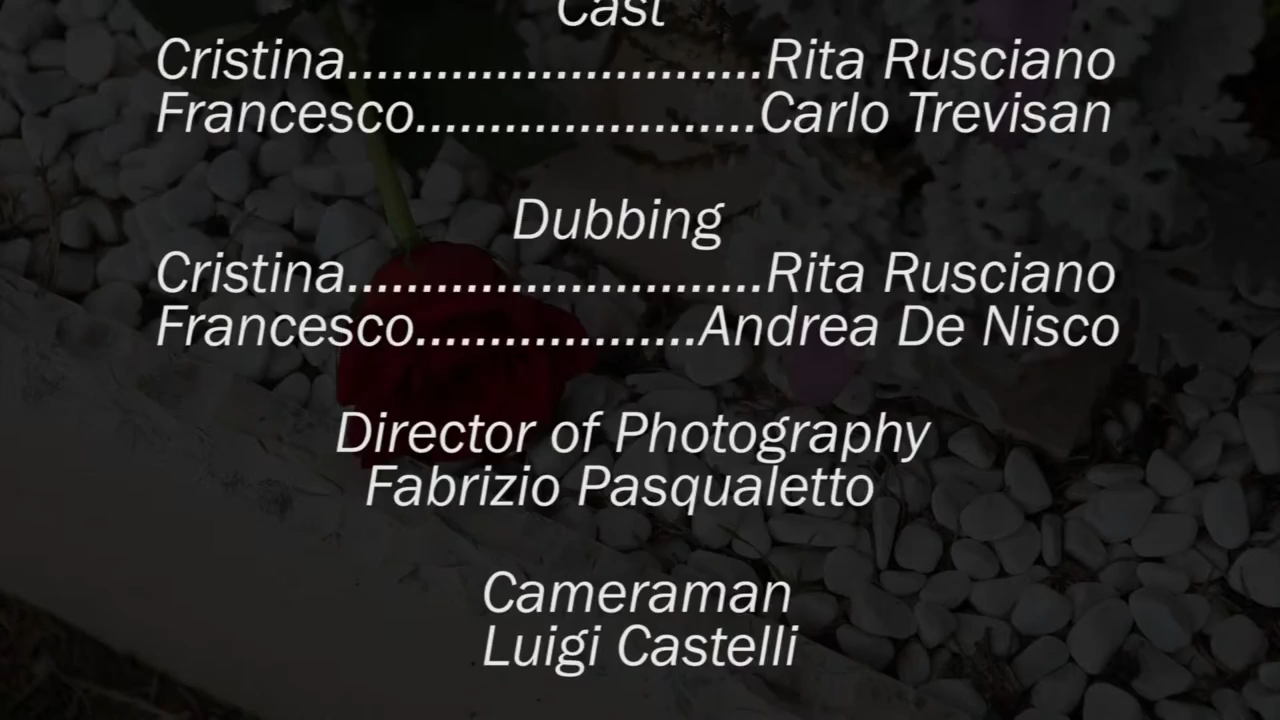 Cast
Cristina............................Rita Rusciano
Francesco.......................Carlo Trevisan
Dubbing
Cristina............................Rita Rusciano
Francesco...................Andrea De Nisco
Director of Photography
Fabrizio Pasqualetto
Cameraman
Luigi Castelli